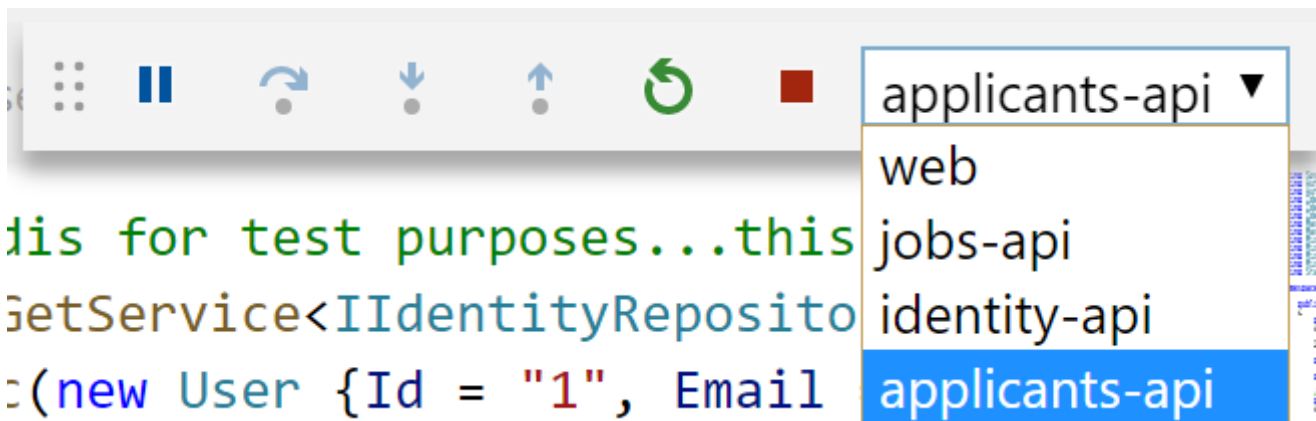 applicants-api
web
dis for test purposes...this
jobs-api
GetService<IIdentityReposito
identity-api
(new User {Id = "1", Email
applicants-api